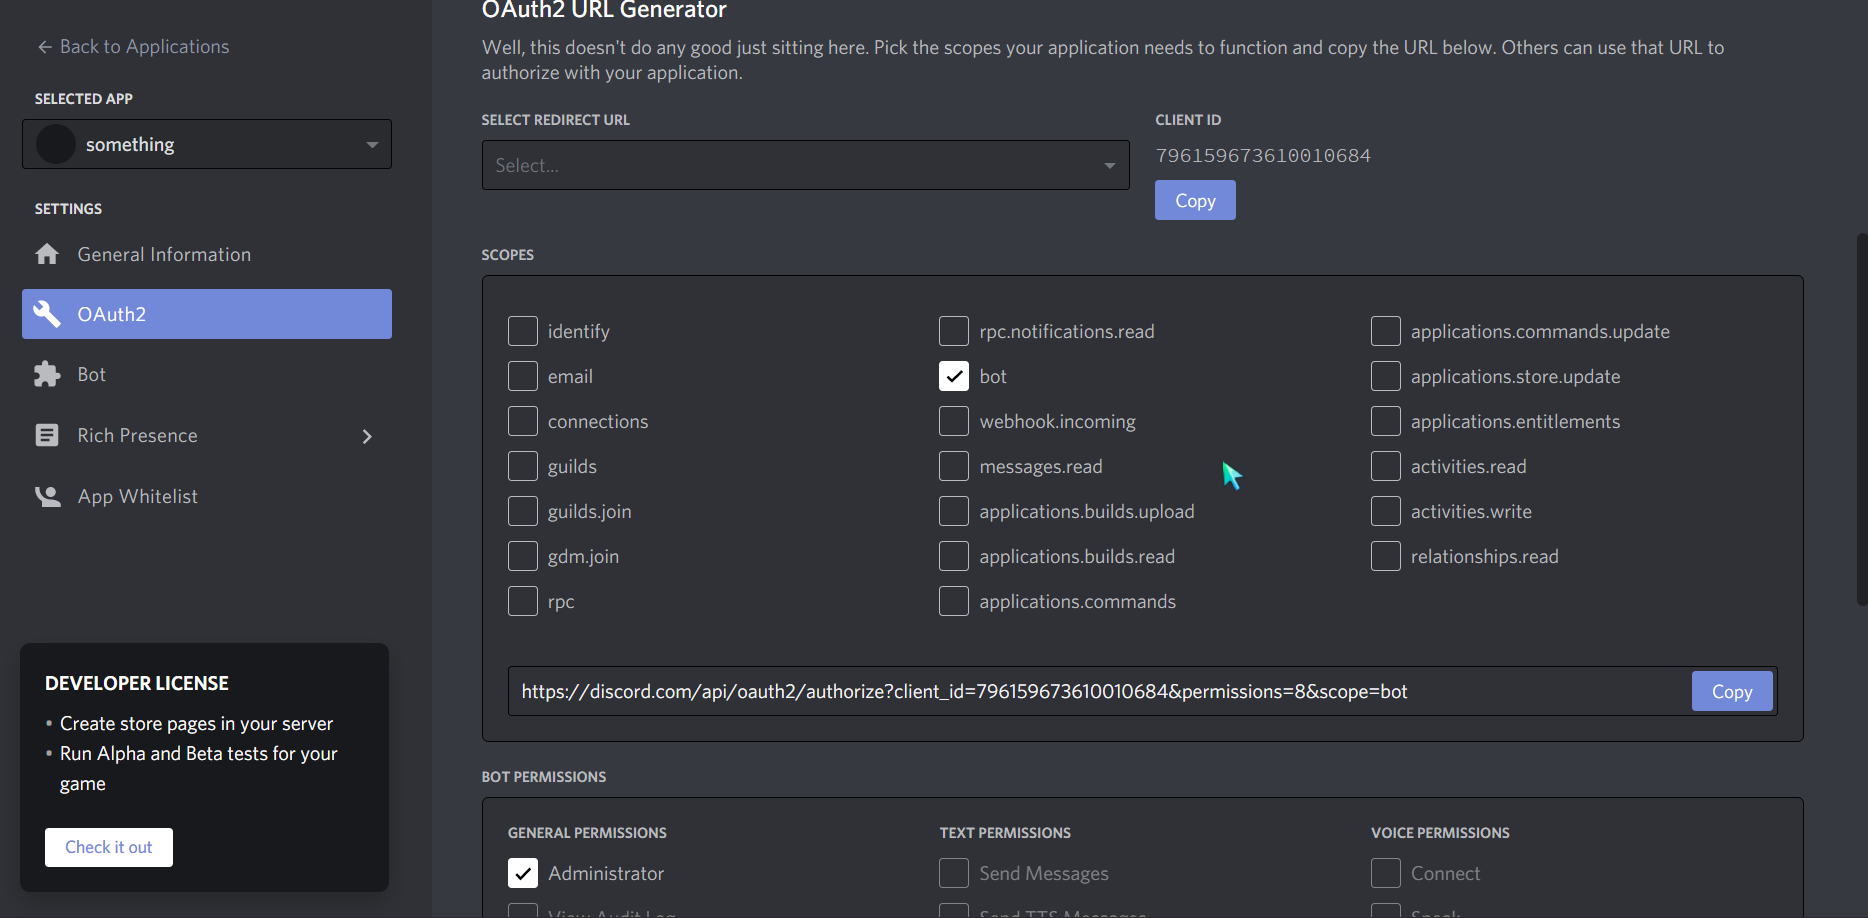 ← Back to Applications
SELECTED APP
something
SETTINGS
General Information
OAuth2
Bot
Rich Presence
App Whitelist
DEVELOPER LICENSE
• Create store pages in your server
• Run Alpha and Beta tests for your
game
Check it out
OAuth2 URL Generator
Well, this doesn't do any good just sitting here. Pick the scopes your application needs to function and copy the URL below. Others can use that URL to
authorize with your application.
SELECT REDIRECT URL
Select...
CLIENT ID
796159673610010684
Copy
SCOPES
identify
email
connections
guilds
guilds.join
gdm.join
rpc
rpc.notifications.read
bot
webhook.incoming
messages.read
applications.builds.upload
applications.builds.read
applications.commands
applications.commands.update
applications.store.update
applications.entitlements
activities.read
activities.write
relationships.read
https://discord.com/api/oauth2/authorize?client_id=796159673610010684&permissions=8&scope=bot
Copy
BOT PERMISSIONS
GENERAL PERMISSIONS
Administrator
View Audit Log
TEXT PERMISSIONS
Send Messages
Send TTS Messages
VOICE PERMISSIONS
Connect
Speak